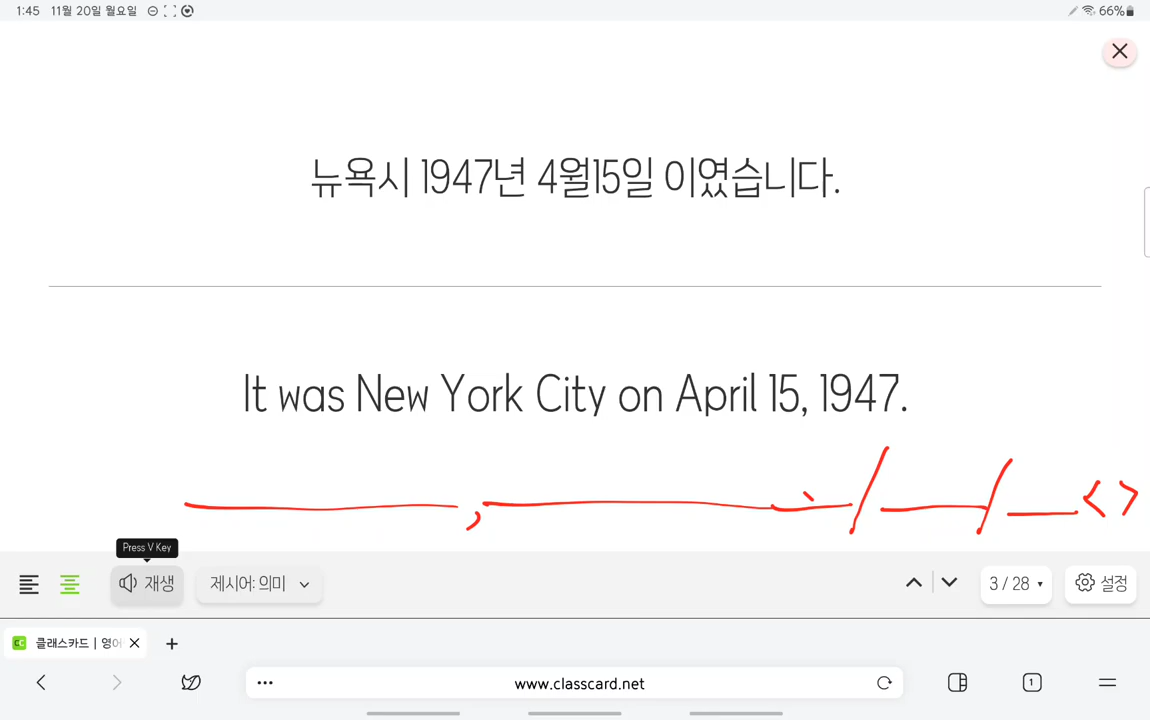 1:45 11월 20일 월요일 66%
뉴욕시 1947년 4월15일 이였습니다.
It was New York City on April 15, 1947.
, / / < >
Press V Key
재생 제시어: 의미 3 / 28 설정
클래스카드 | 영어
www.classcard.net
1